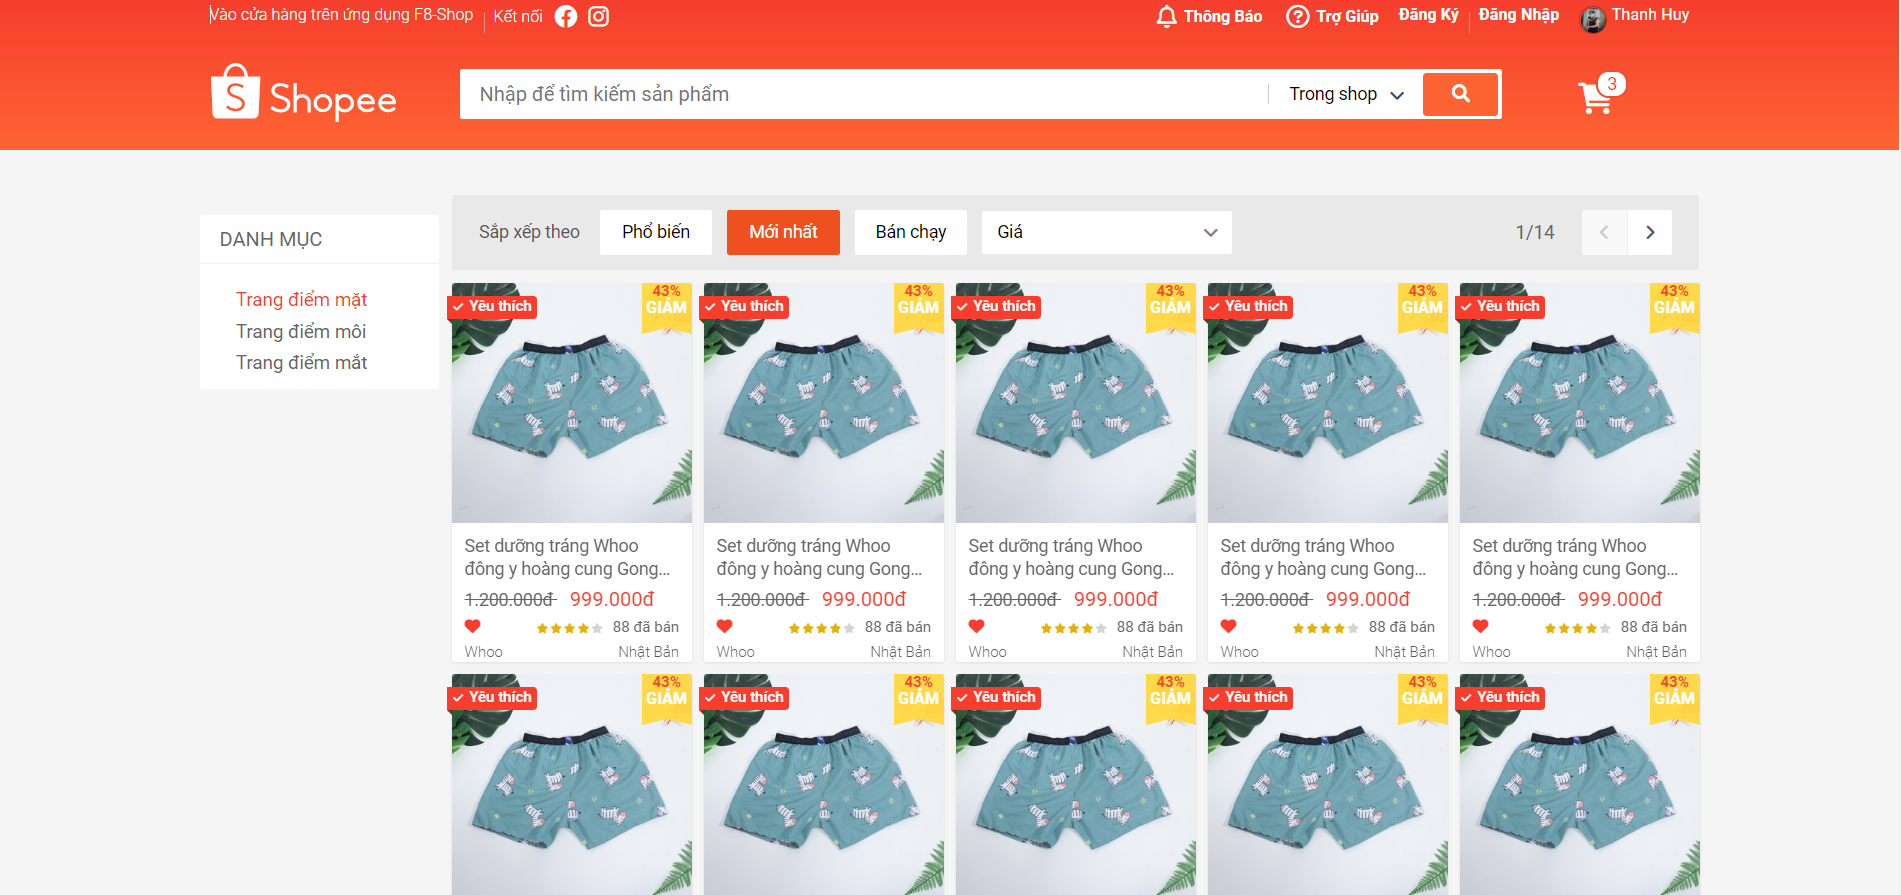 Vào cửa hàng trên ứng dụng F8-Shop
Kết nối
Thông Báo
Trợ Giúp
Đăng Ký
Đăng Nhập
Thanh Huy
Shopee
Nhập để tìm kiếm sản phẩm
Trong shop
3
DANH MỤC
Trang điểm mặt
Trang điểm môi
Trang điểm mắt
Sắp xếp theo
Phổ biến
Mới nhất
Bán chạy
Giá
1/14
Yêu thích
43%
GIẢM
Yêu thích
43%
GIẢM
Yêu thích
43%
GIẢM
Yêu thích
43%
GIẢM
Yêu thích
43%
GIẢM
Set dưỡng tráng Whoo
đông y hoàng cung Gong...
1.200.000đ 999.000đ
88 đã bán
Whoo Nhật Bản
Set dưỡng tráng Whoo
đông y hoàng cung Gong...
1.200.000đ 999.000đ
88 đã bán
Whoo Nhật Bản
Set dưỡng tráng Whoo
đông y hoàng cung Gong...
1.200.000đ 999.000đ
88 đã bán
Whoo Nhật Bản
Set dưỡng tráng Whoo
đông y hoàng cung Gong...
1.200.000đ 999.000đ
88 đã bán
Whoo Nhật Bản
Set dưỡng tráng Whoo
đông y hoàng cung Gong...
1.200.000đ 999.000đ
88 đã bán
Whoo Nhật Bản
Yêu thích
43%
GIẢM
Yêu thích
43%
GIẢM
Yêu thích
43%
GIẢM
Yêu thích
43%
GIẢM
Yêu thích
43%
GIẢM